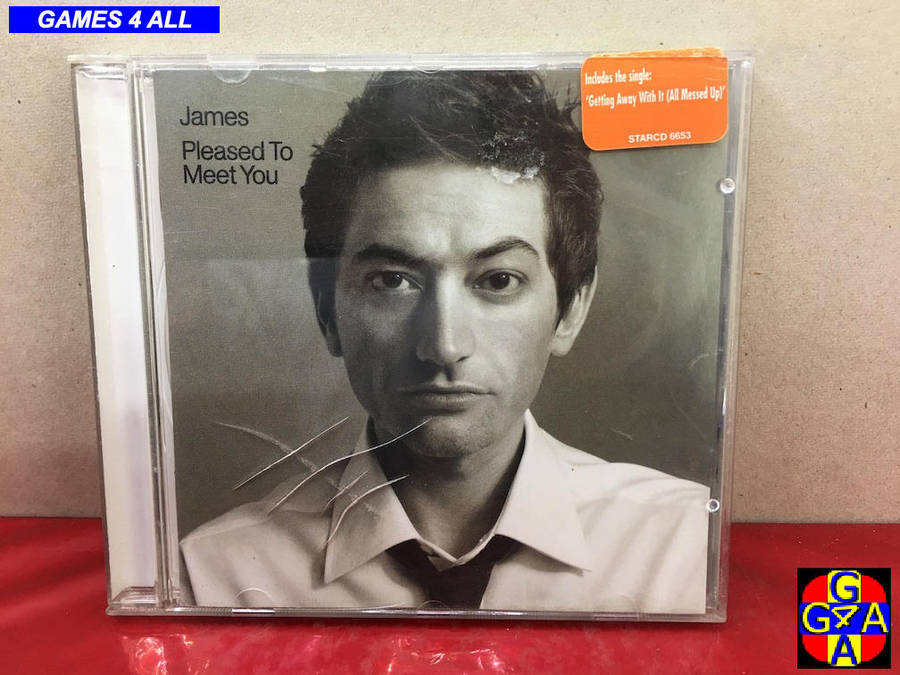 GAMES 4 ALL
James
Pleased To
Meet You
Includes the single:
'Getting Away With It (All Messed Up)'
STARCD 6653
G
G4A
A